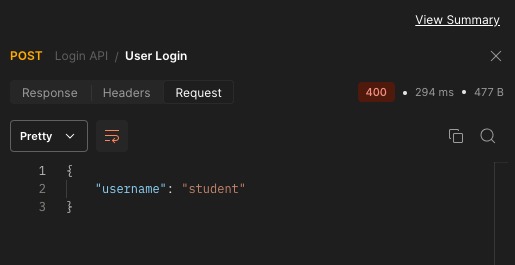 View Summary
POST Login API / User Login
Response Headers Request 400 • 294 ms • 477 B
Pretty
1 {
2 "username": "student"
3 }